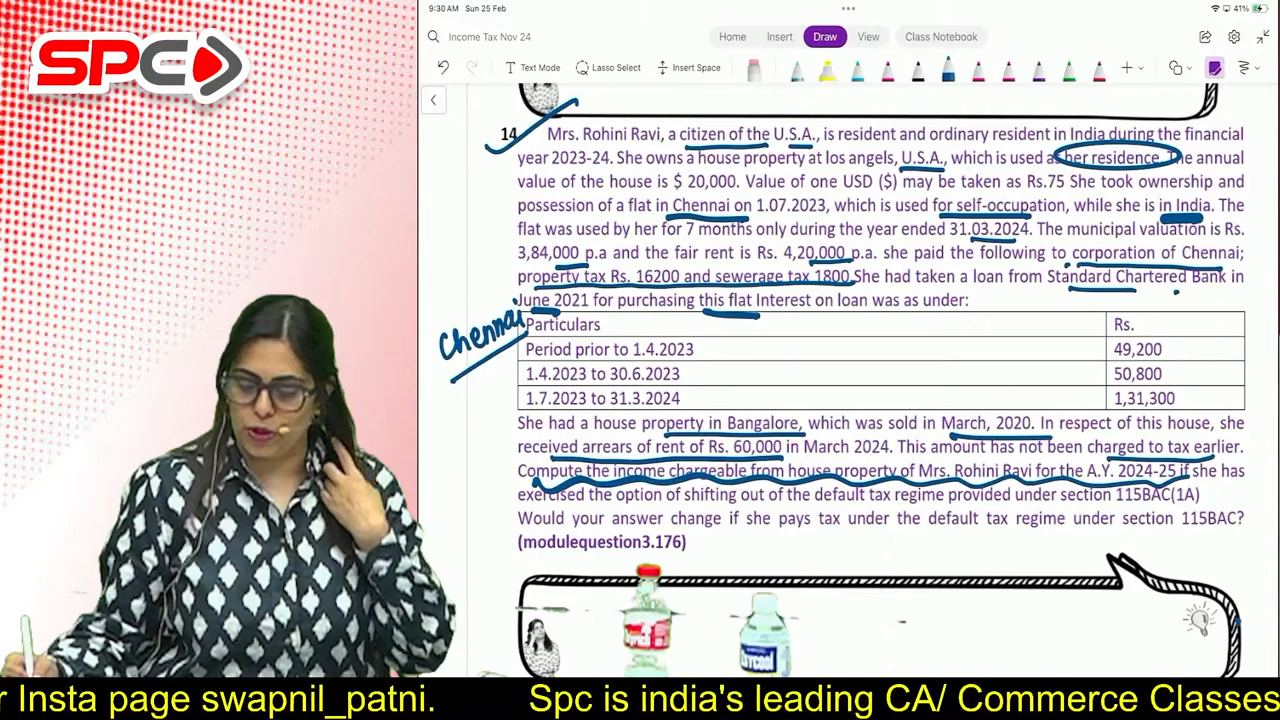 9:30 AM Sun 25 Feb
41%
Income Tax Nov 24
Home Insert Draw View Class Notebook
Text Mode Lasso Select Insert Space
SPC
14 Mrs. Rohini Ravi, a citizen of the U.S.A., is resident and ordinary resident in India during the financial
year 2023-24. She owns a house property at los angels, U.S.A., which is used as her residence. The annual
value of the house is $ 20,000. Value of one USD ($) may be taken as Rs.75 She took ownership and
possession of a flat in Chennai on 1.07.2023, which is used for self-occupation, while she is in India. The
flat was used by her for 7 months only during the year ended 31.03.2024. The municipal valuation is Rs.
3,84,000 p.a and the fair rent is Rs. 4,20,000 p.a. she paid the following to corporation of Chennai;
property tax Rs. 16200 and sewerage tax 1800 She had taken a loan from Standard Chartered Bank in
June 2021 for purchasing this flat Interest on loan was as under:
Chennai
Particulars Rs.
Period prior to 1.4.2023 49,200
1.4.2023 to 30.6.2023 50,800
1.7.2023 to 31.3.2024 1,31,300
She had a house property in Bangalore, which was sold in March, 2020. In respect of this house, she
received arrears of rent of Rs. 60,000 in March 2024. This amount has not been charged to tax earlier.
Compute the income chargeable from house property of Mrs. Rohini Ravi for the A.Y. 2024-25 if she has
exercised the option of shifting out of the default tax regime provided under section 115BAC(1A)
Would your answer change if she pays tax under the default tax regime under section 115BAC?
(modulequestion3.176)
r Insta page swapnil_patni. Spc is india's leading CA/ Commerce Classes